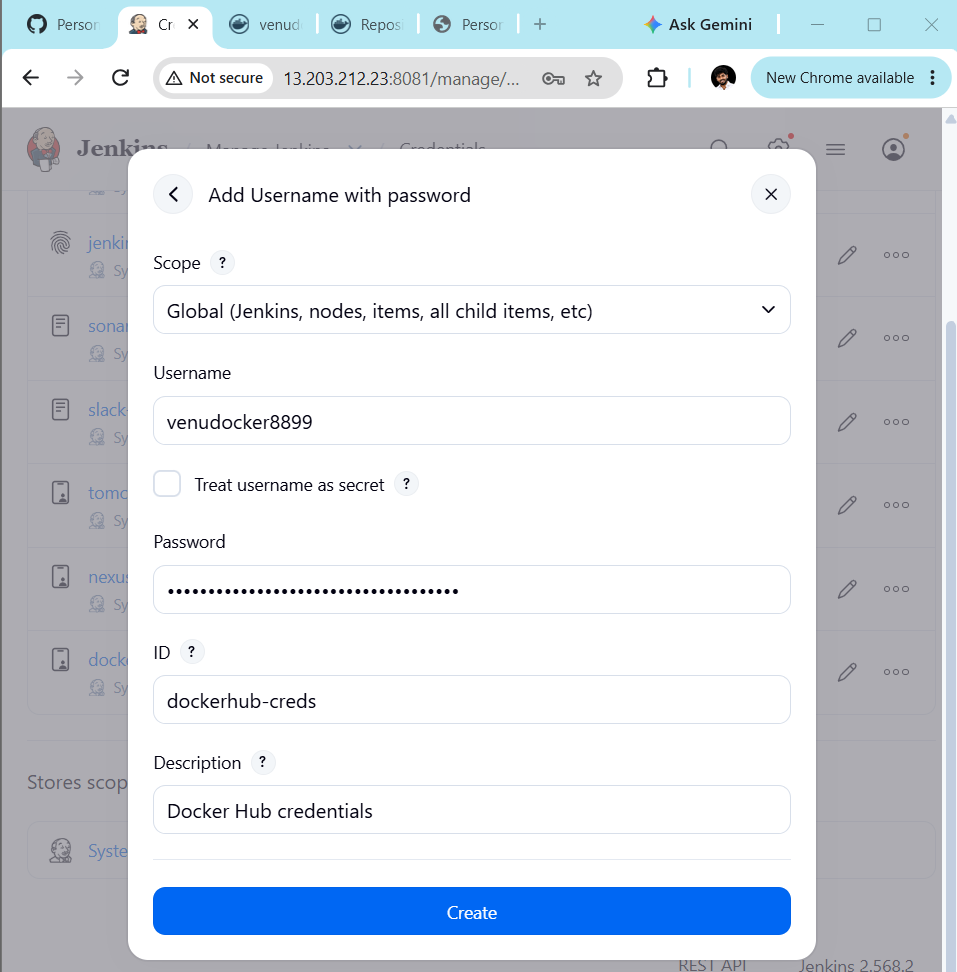 Person
Cr
venud
Repos
Person
Ask Gemini
Not secure
13.203.212.23:8081/manage/...
New Chrome available
Jenkins
Manage Jenkins
Credentials
Add Username with password
Scope ?
Global (Jenkins, nodes, items, all child items, etc)
Username
venudocker8899
Treat username as secret ?
Password
ID ?
dockerhub-creds
Description ?
Docker Hub credentials
Create
jenkin
Sy
sonar
Sy
slack-
Sy
tomc
Sy
nexus
Sy
docke
Sy
Stores scop
Syste
REST API
Jenkins 2.568.2